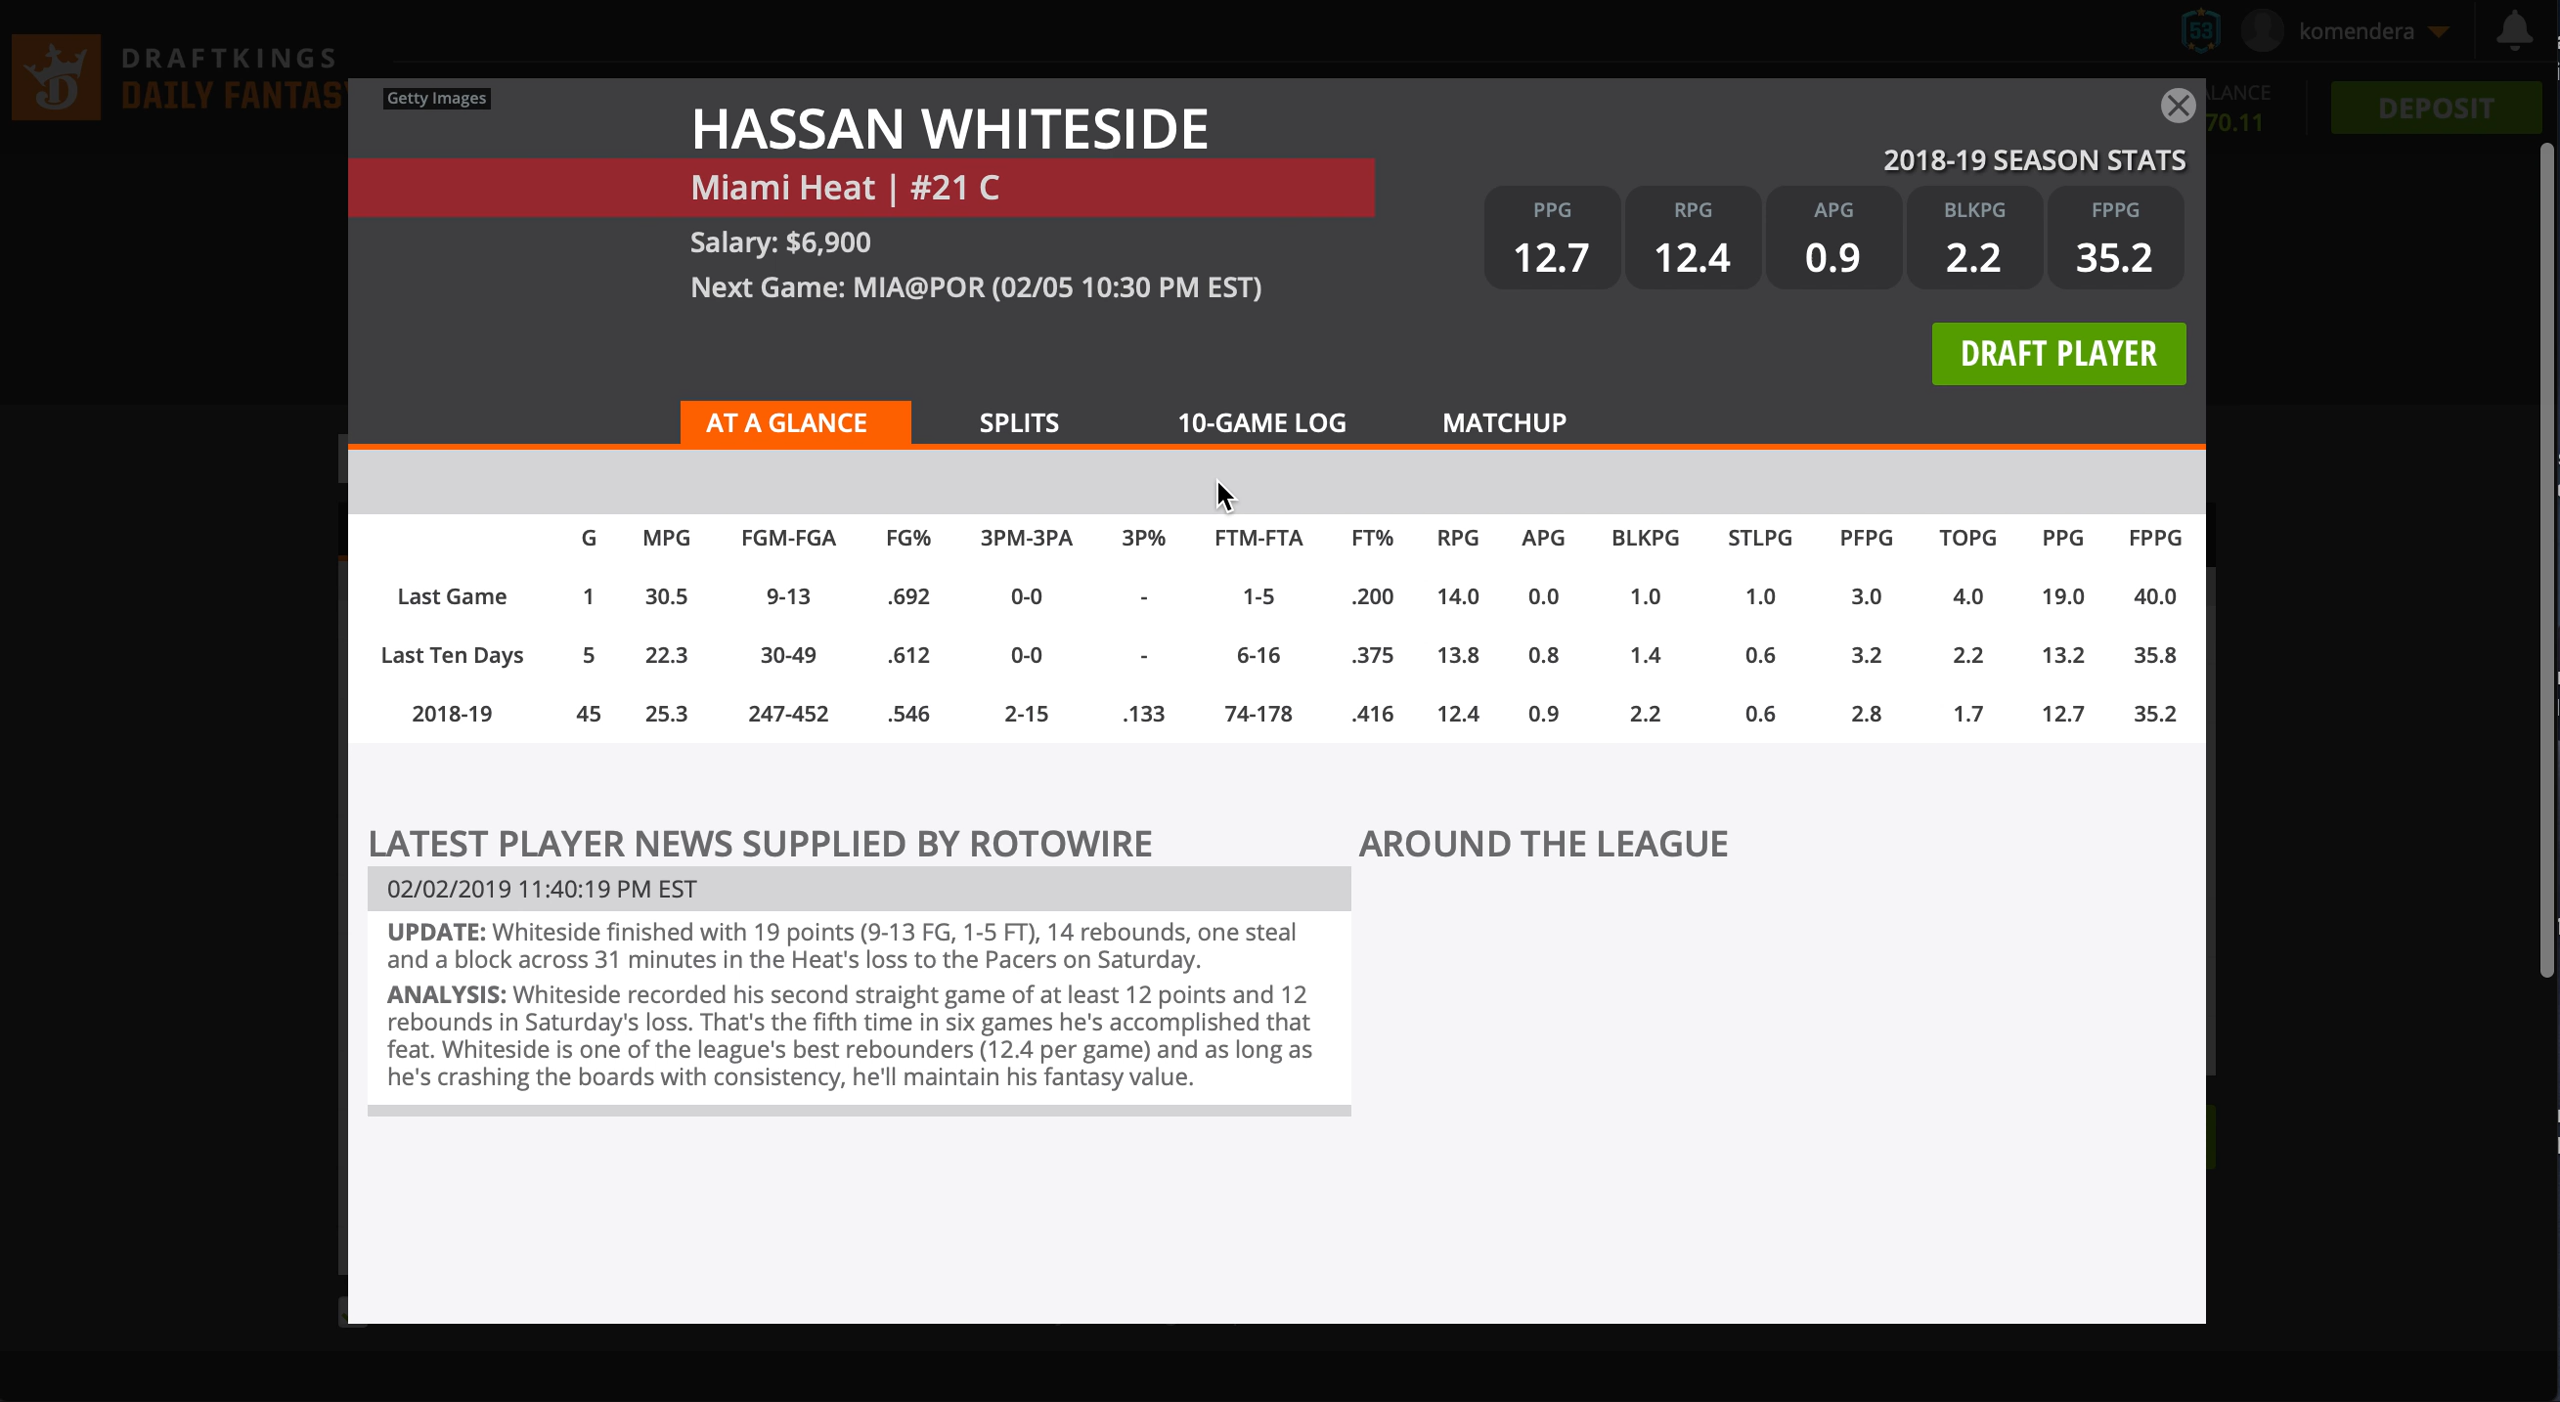 DRAFTKINGS
DAILY FANTAS
53
komendera
LANCE
70.11
DEPOSIT
Getty Images
HASSAN WHITESIDE
Miami Heat | #21 C
Salary: $6,900
Next Game: MIA@POR (02/05 10:30 PM EST)
2018-19 SEASON STATS
PPG RPG APG BLKPG FPPG
12.7 12.4 0.9 2.2 35.2
DRAFT PLAYER
AT A GLANCE SPLITS 10-GAME LOG MATCHUP
G MPG FGM-FGA FG% 3PM-3PA 3P% FTM-FTA FT% RPG APG BLKPG STLPG PFPG TOPG PPG FPPG
Last Game 1 30.5 9-13 .692 0-0 - 1-5 .200 14.0 0.0 1.0 1.0 3.0 4.0 19.0 40.0
Last Ten Days 5 22.3 30-49 .612 0-0 - 6-16 .375 13.8 0.8 1.4 0.6 3.2 2.2 13.2 35.8
2018-19 45 25.3 247-452 .546 2-15 .133 74-178 .416 12.4 0.9 2.2 0.6 2.8 1.7 12.7 35.2
LATEST PLAYER NEWS SUPPLIED BY ROTOWIRE
02/02/2019 11:40:19 PM EST
UPDATE: Whiteside finished with 19 points (9-13 FG, 1-5 FT), 14 rebounds, one steal
and a block across 31 minutes in the Heat's loss to the Pacers on Saturday.
ANALYSIS: Whiteside recorded his second straight game of at least 12 points and 12
rebounds in Saturday's loss. That's the fifth time in six games he's accomplished that
feat. Whiteside is one of the league's best rebounders (12.4 per game) and as long as
he's crashing the boards with consistency, he'll maintain his fantasy value.
AROUND THE LEAGUE